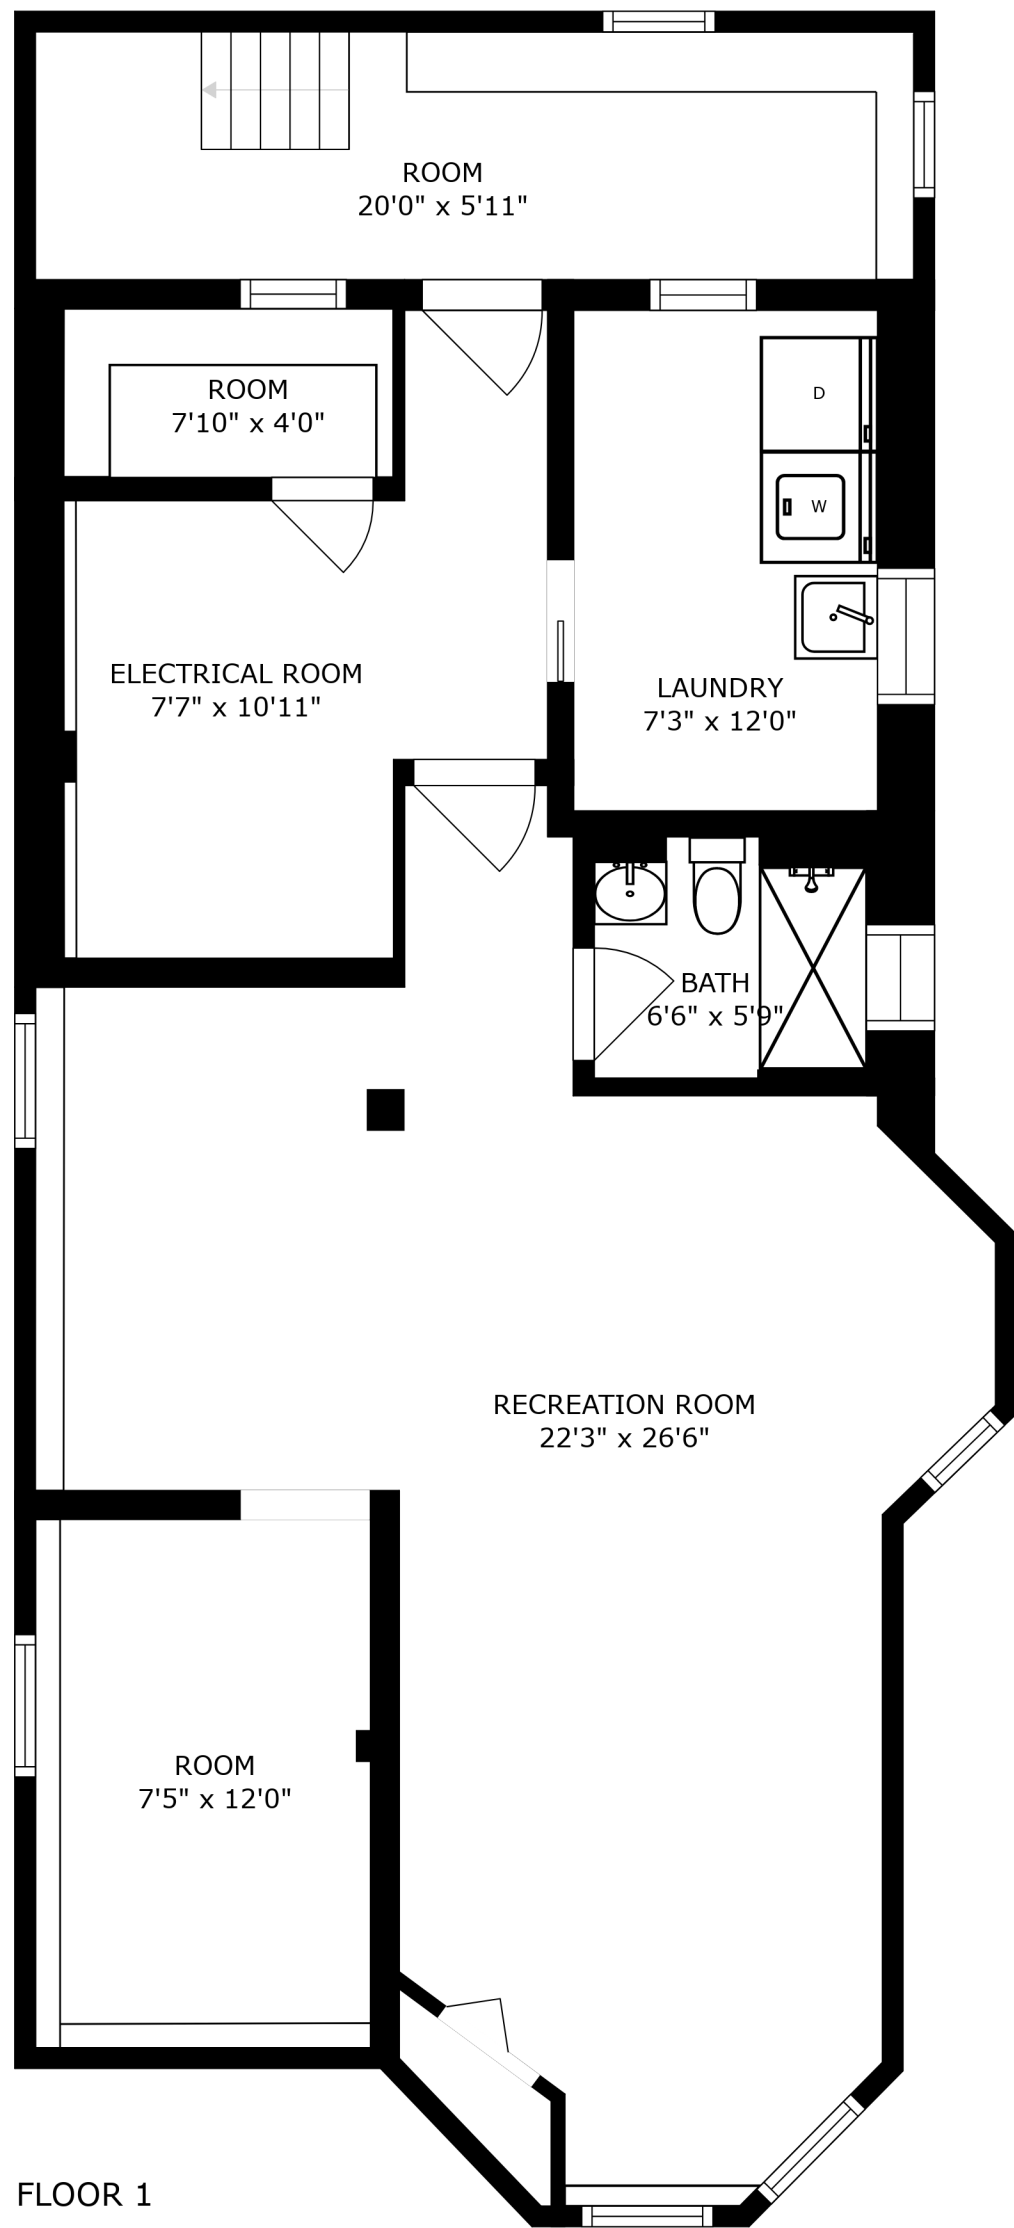 ROOM
20'0" x 5'11"
ROOM
7'10" x 4'0"
D
W
ELECTRICAL ROOM
7'7" x 10'11"
LAUNDRY
7'3" x 12'0"
BATH
6'6" x 5'9"
RECREATION ROOM
22'3" x 26'6"
ROOM
7'5" x 12'0"
FLOOR 1